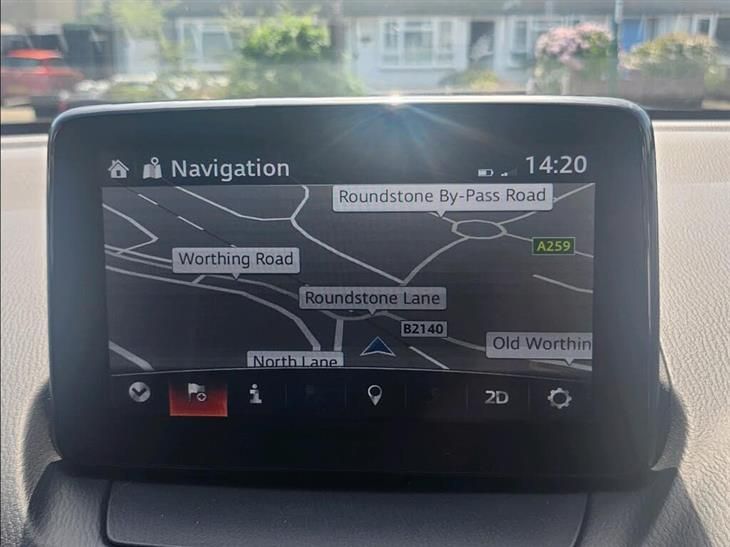 Navigation
14:20
Roundstone By-Pass Road
A259
Worthing Road
Roundstone Lane
B2140
Old Worthin
North Lane
2D